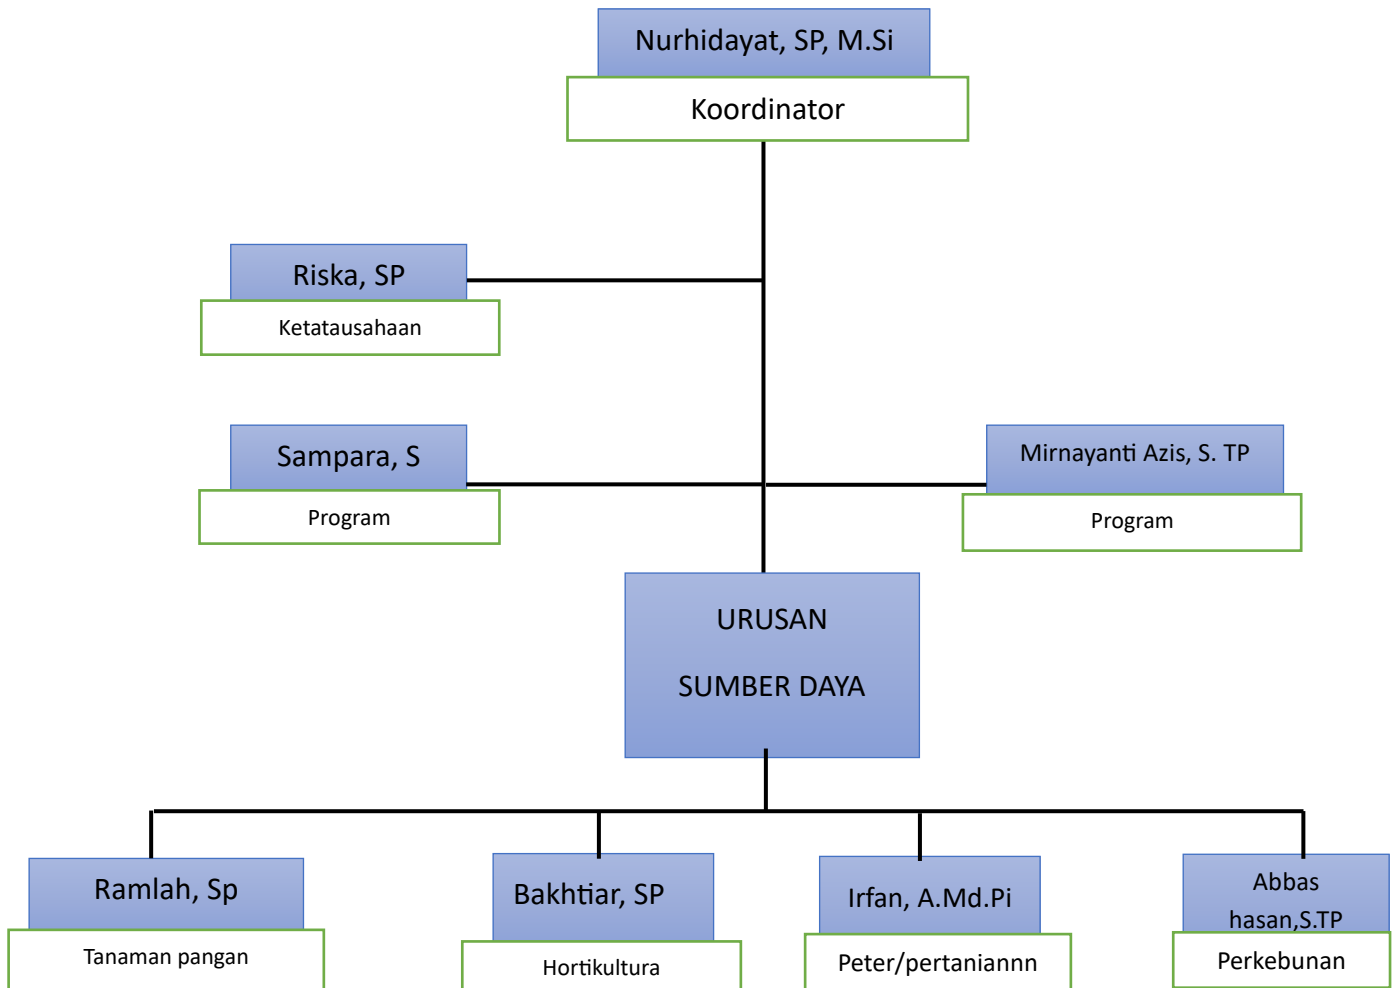 Nurhidayat, SP, M.Si
Koordinator
Riska, SP
Ketatausahaan
Sampara, S
Program
Mirnayanti Azis, S. TP
Program
URUSAN
SUMBER DAYA
Ramlah, Sp
Tanaman pangan
Bakhtiar, SP
Hortikultura
Irfan, A.Md.Pi
Peter/pertaniannn
Abbas
hasan,S.TP
Perkebunan